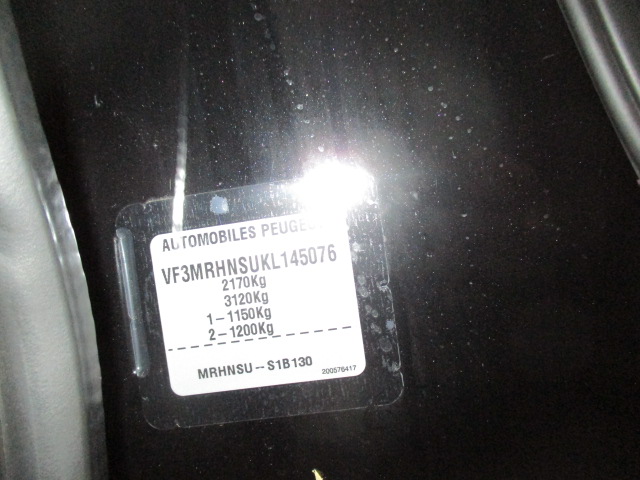 AUTOMOBILES PEUGEOT
VF3MRHNSUKL145076
2170Kg
3120Kg
1-1150Kg
2-1200Kg
MRHNSU--S1B130
200576417